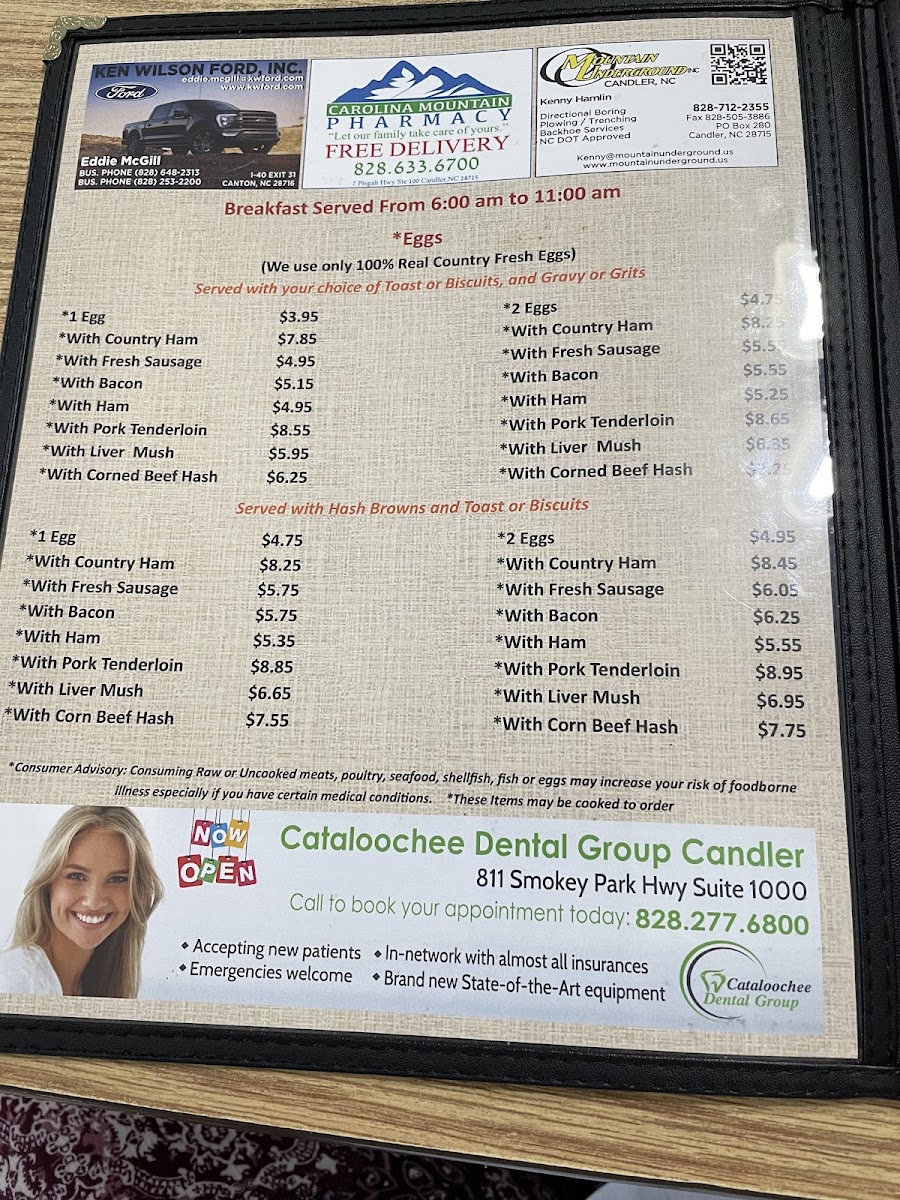 KEN WILSON FORD, INC.
eddie.mcgill@kwford.com
www.kwford.com
Ford
Eddie McGill
BUS. PHONE (828) 648-2313
BUS. PHONE (828) 253-2200
I-40 EXIT 31
CANTON, NC 28716
CAROLINA MOUNTAIN
PHARMACY
"Let our family take care of yours."
FREE DELIVERY
828.633.6700
7 Pisgah Hwy Ste 100 Candler, NC 28715
MOUNTAIN
UNDERGROUND INC
CANDLER, NC
Kenny Hamlin
Directional Boring
Plowing / Trenching
Backhoe Services
NC DOT Approved
828-712-2355
Fax 828-505-3886
PO Box 280
Candler, NC 28715
Kenny@mountainunderground.us
www.mountainunderground.us
Breakfast Served From 6:00 am to 11:00 am
*Eggs
(We use only 100% Real Country Fresh Eggs)
Served with your choice of Toast or Biscuits, and Gravy or Grits
*1 Egg $3.95
*With Country Ham $7.85
*With Fresh Sausage $4.95
*With Bacon $5.15
*With Ham $4.95
*With Pork Tenderloin $8.55
*With Liver Mush $5.95
*With Corned Beef Hash $6.25
*2 Eggs $4.75
*With Country Ham $8.25
*With Fresh Sausage
*With Bacon $5.55
*With Ham $5.25
*With Pork Tenderloin $8.65
*With Liver Mush $6.35
*With Corned Beef Hash
Served with Hash Browns and Toast or Biscuits
*1 Egg $4.75
*With Country Ham $8.25
*With Fresh Sausage $5.75
*With Bacon $5.75
*With Ham $5.35
*With Pork Tenderloin $8.85
*With Liver Mush $6.65
*With Corn Beef Hash $7.55
*2 Eggs $4.95
*With Country Ham $8.45
*With Fresh Sausage $6.05
*With Bacon $6.25
*With Ham $5.55
*With Pork Tenderloin $8.95
*With Liver Mush $6.95
*With Corn Beef Hash $7.75
*Consumer Advisory: Consuming Raw or Uncooked meats, poultry, seafood, shellfish, fish or eggs may increase your risk of foodborne
illness especially if you have certain medical conditions. *These Items may be cooked to order
NOW
OPEN
Cataloochee Dental Group Candler
811 Smokey Park Hwy Suite 1000
Call to book your appointment today: 828.277.6800
❖ Accepting new patients ❖ In-network with almost all insurances
❖ Emergencies welcome ❖ Brand new State-of-the-Art equipment
Cataloochee
Dental Group